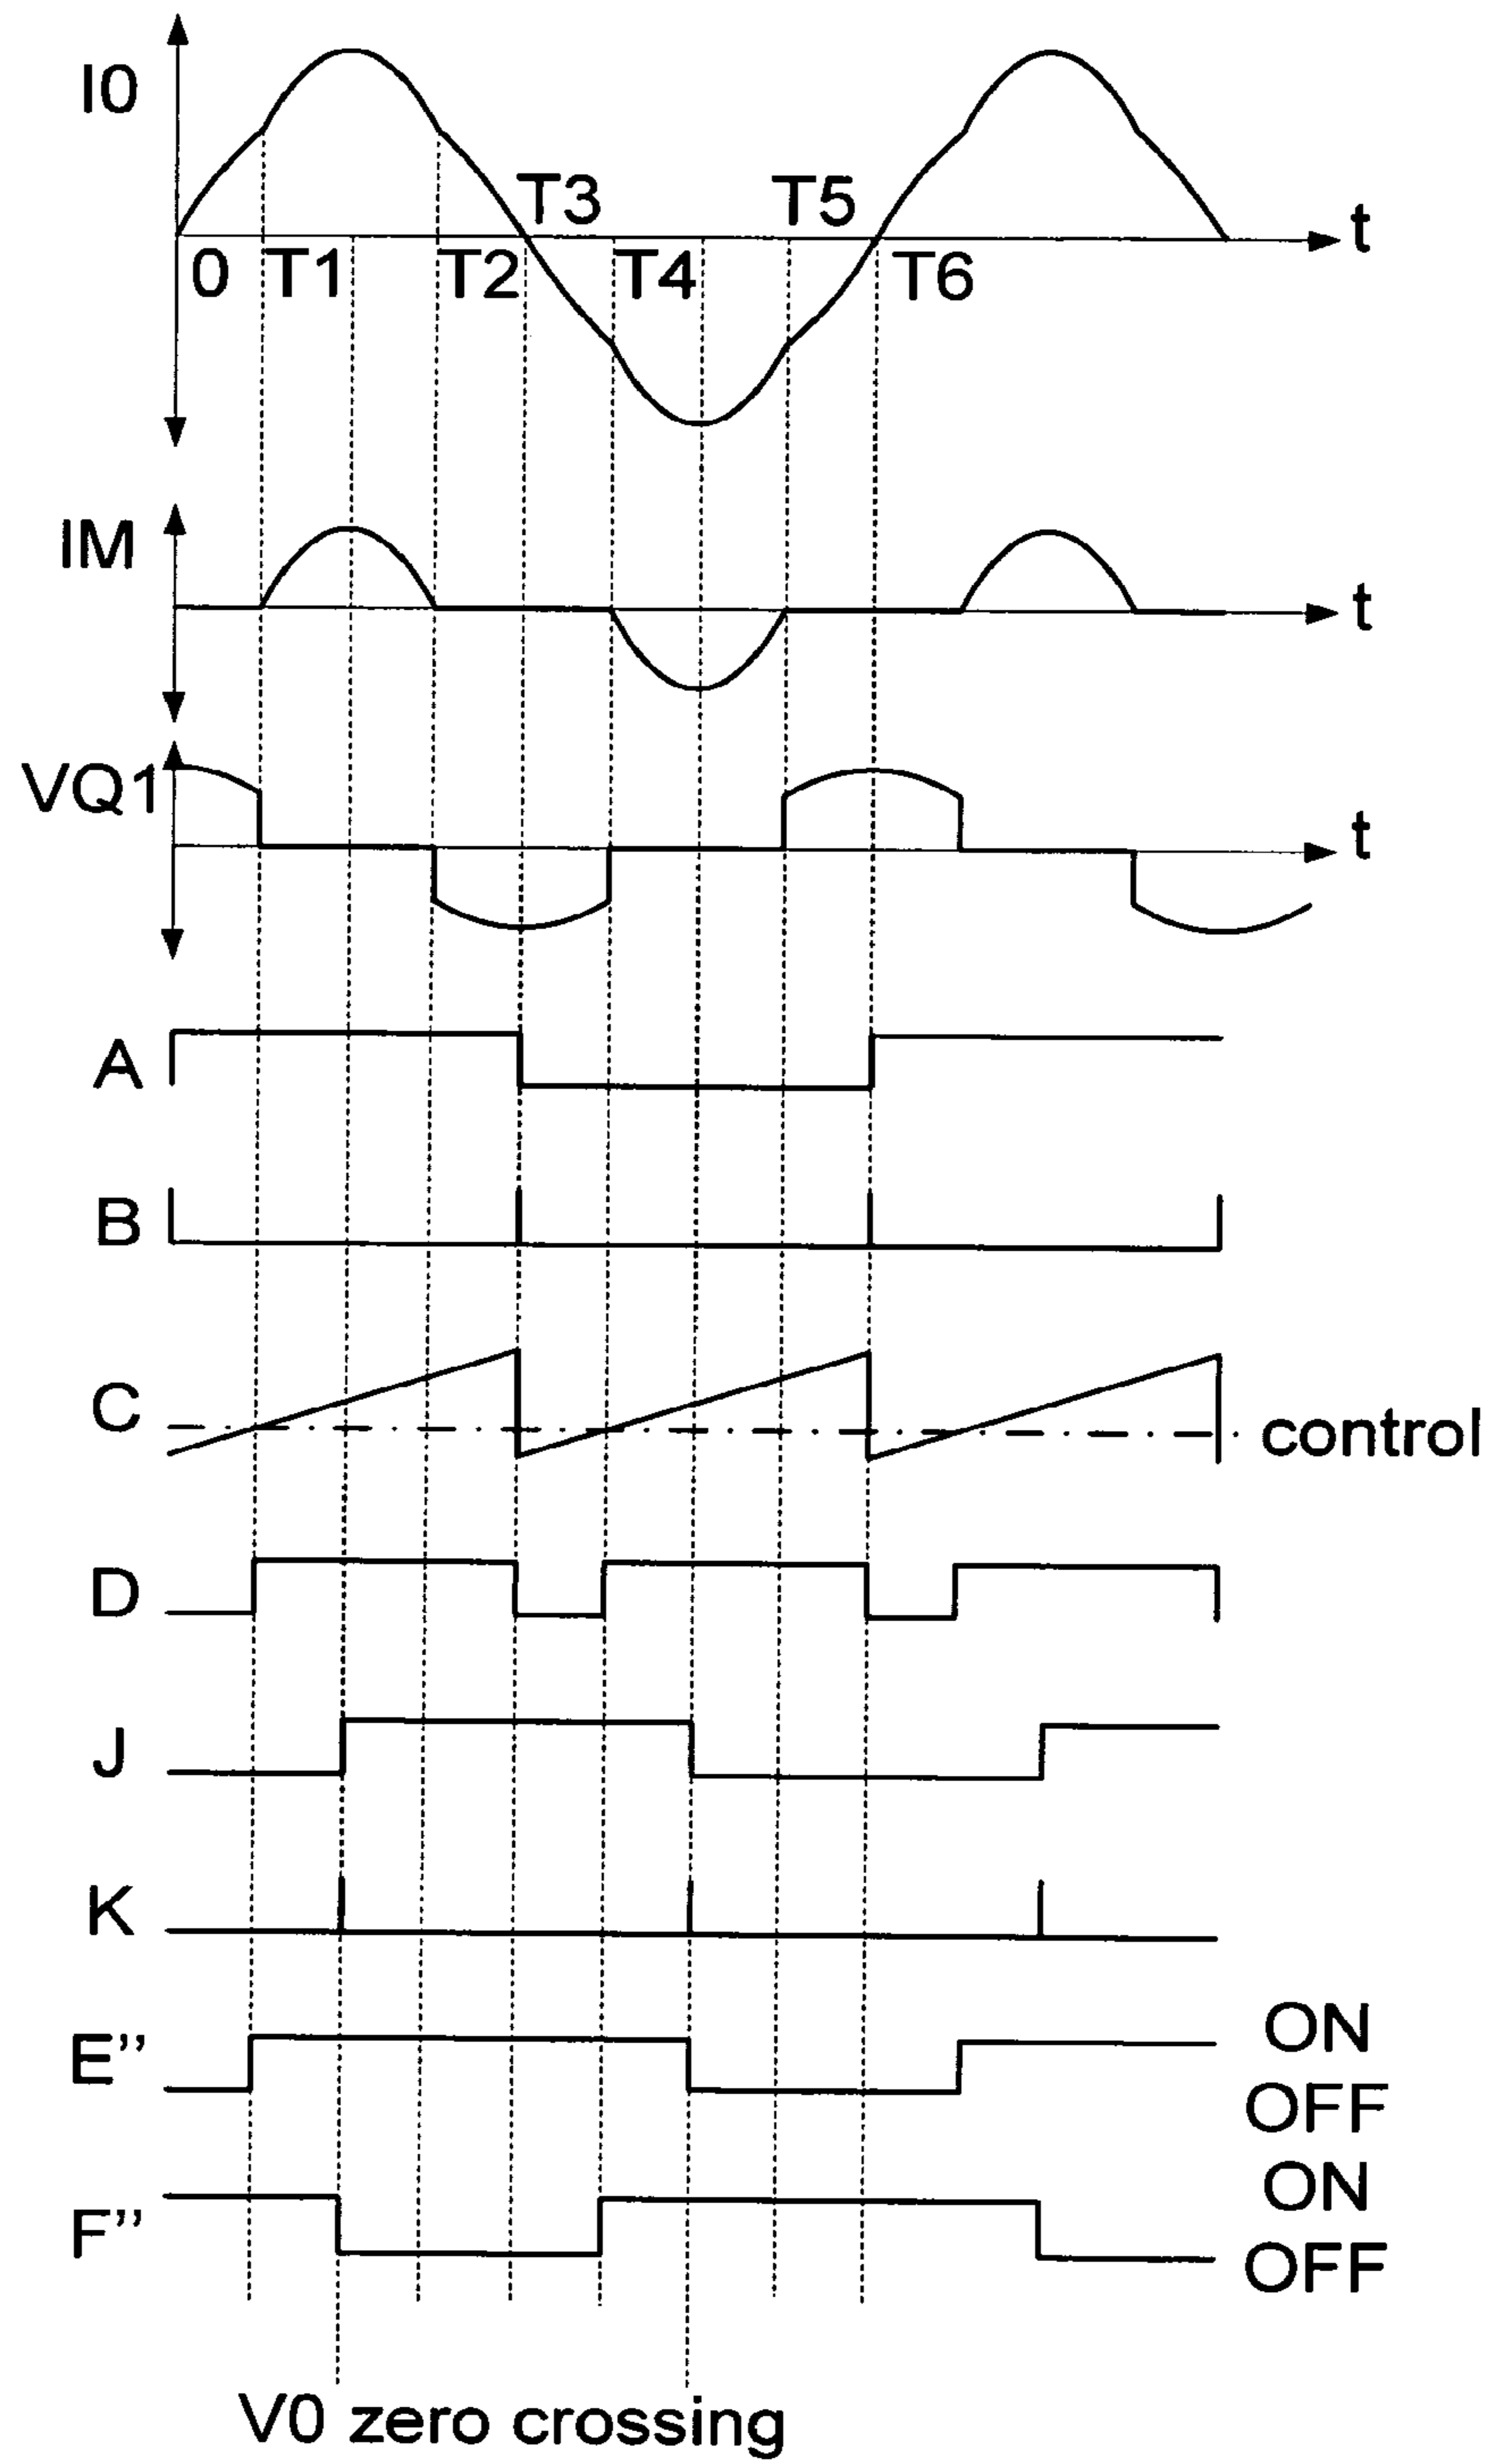 I0
T3 T5 t
0 T1 T2 T4 T6
IM
t
VQ1
t
A
B
C
control
D
J
K
E’’
ON
OFF
F’’
ON
OFF
V0 zero crossing